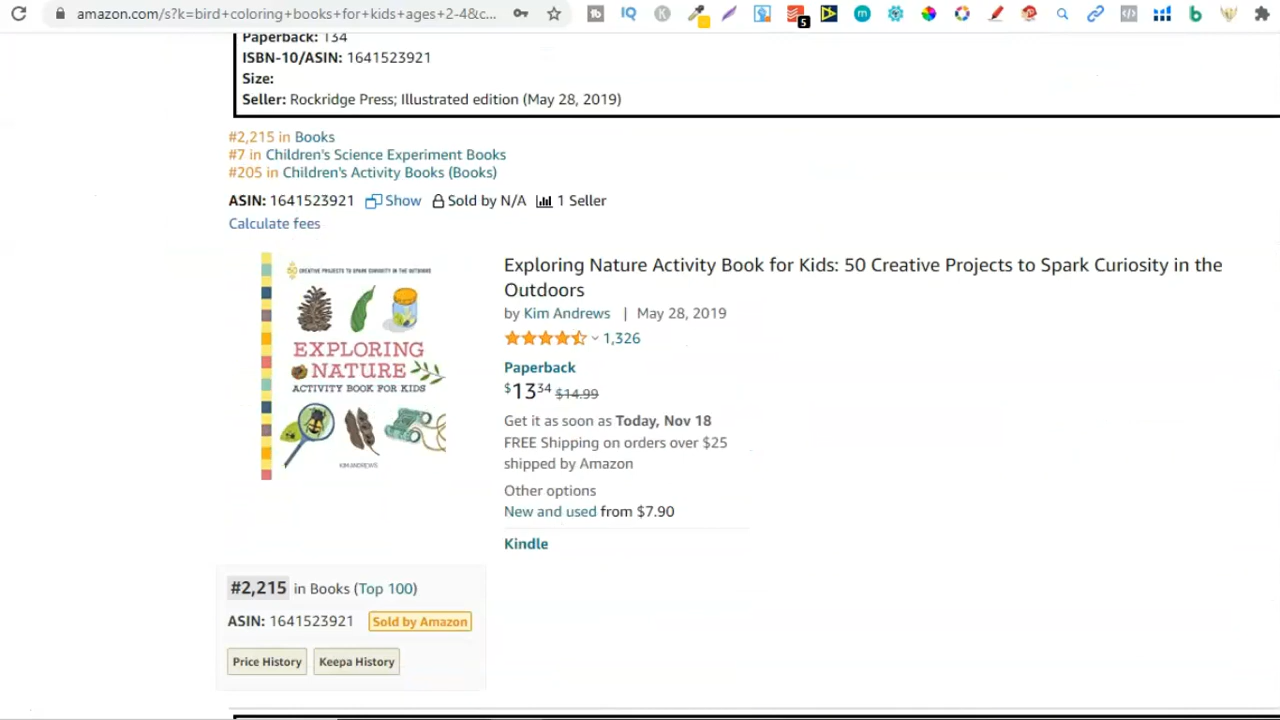 amazon.com/s?k=bird+coloring+books+for+kids+ages+2-4&c...
5
Paperback: 134
ISBN-10/ASIN: 1641523921
Size:
Seller: Rockridge Press; Illustrated edition (May 28, 2019)
#2,215 in Books
#7 in Children's Science Experiment Books
#205 in Children's Activity Books (Books)
ASIN: 1641523921 Show Sold by N/A 1 Seller
Calculate fees
50 CREATIVE PROJECTS TO SPARK CURIOSITY IN THE OUTDOORS
EXPLORING
NATURE
ACTIVITY BOOK FOR KIDS
KIM ANDREWS
Exploring Nature Activity Book for Kids: 50 Creative Projects to Spark Curiosity in the
Outdoors
by Kim Andrews | May 28, 2019
1,326
Paperback
$13.34 $14.99
Get it as soon as Today, Nov 18
FREE Shipping on orders over $25
shipped by Amazon
Other options
New and used from $7.90
Kindle
#2,215 in Books (Top 100)
ASIN: 1641523921 Sold by Amazon
Price History Keepa History